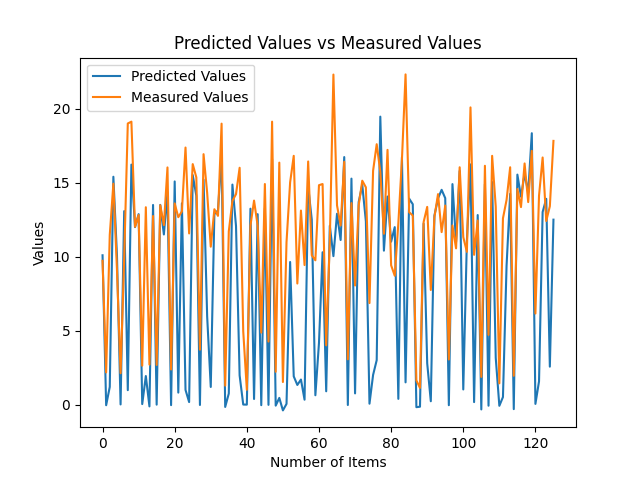 Predicted Values vs Measured Values
Predicted Values
Measured Values
Values
20
15
10
5
0
0 20 40 60 80 100 120
Number of Items